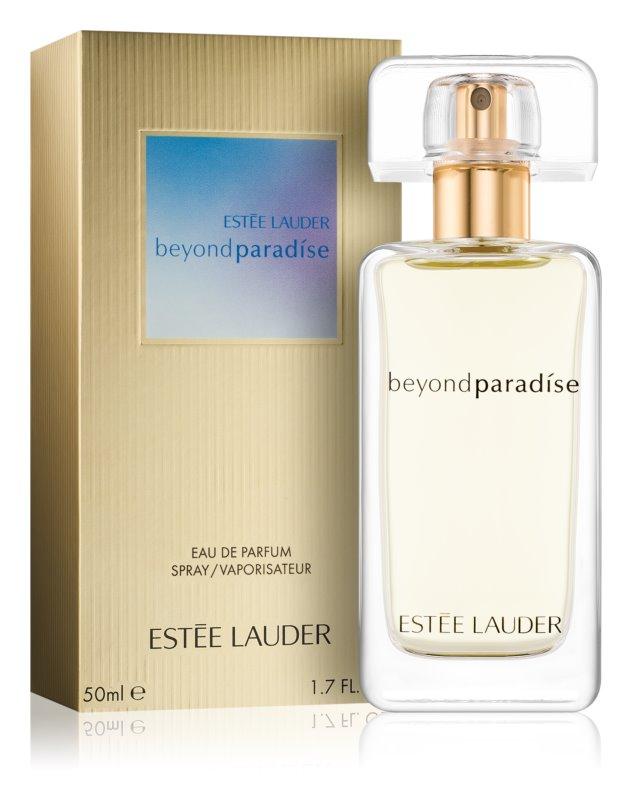 ESTĒE LAUDER
beyondparadíse
EAU DE PARFUM
SPRAY/VAPORISATEUR
ESTĒE LAUDER
50ml ℮
1.7 FL.
beyondparadíse
ESTĒE LAUDER